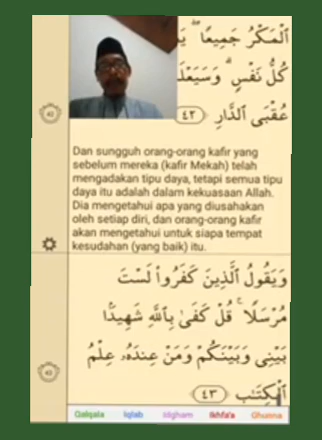 ٱلْمَكْرُ جَمِيعًا ۖ
كُلُّ نَفْسٍ ۗ وَسَيَعْلَ
عُقْبَى ٱلدَّارِ ٤٢
42
Dan sungguh orang-orang kafir yang
sebelum mereka (kafir Mekah) telah
mengadakan tipu daya, tetapi semua tipu
daya itu adalah dalam kekuasaan Allah.
Dia mengetahui apa yang diusahakan
oleh setiap diri, dan orang-orang kafir
akan mengetahui untuk siapa tempat
kesudahan (yang baik) itu.
وَيَقُولُ ٱلَّذِينَ كَفَرُوا۟ لَسْتَ
مُرْسَلًا ۚ قُلْ كَفَىٰ بِٱللَّهِ شَهِيدًۢا
بَيْنِى وَبَيْنَكُمْ وَمَنْ عِندَهُۥ عِلْمُ
ٱلْكِتَٰبِ ٤٣
43
Qalqala Iqlab Idgham Ikhfa'a Ghunna